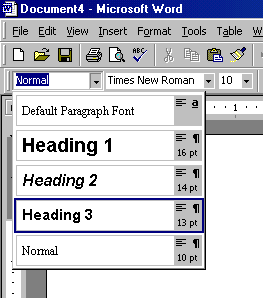 Document4 - Microsoft Word
File Edit View Insert Format Tools Table W
Normal Times New Roman 10
Default Paragraph Font a
Heading 1 ¶
16 pt
Heading 2 ¶
14 pt
Heading 3 ¶
13 pt
Normal ¶
10 pt
1